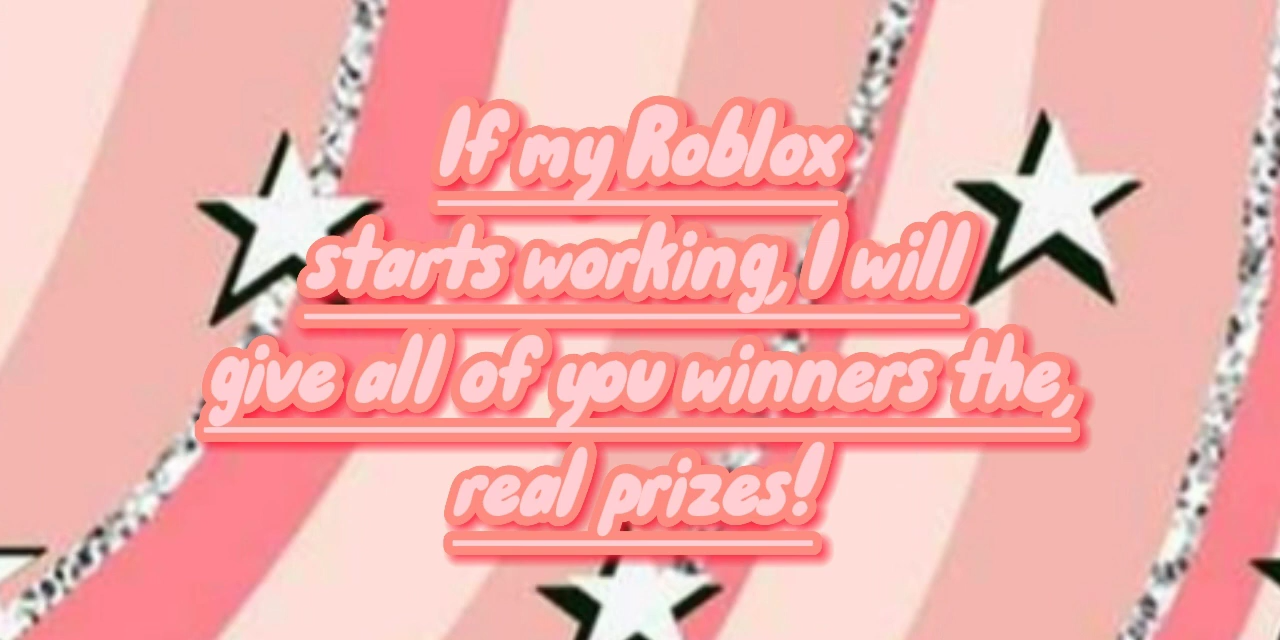 If my Roblox
starts working, I will
give all of you winners the,
real prizes!